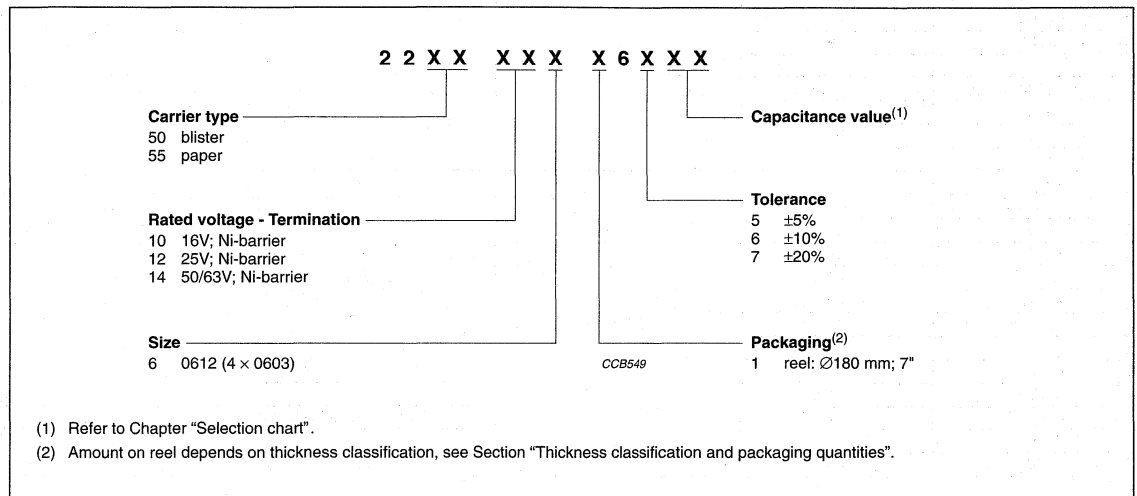 2 2 X X X X X X 6 X X X
Carrier type
50 blister
55 paper
Rated voltage - Termination
10 16V; Ni-barrier
12 25V; Ni-barrier
14 50/63V; Ni-barrier
Size
6 0612 (4 × 0603)
Capacitance value(1)
Tolerance
5 ±5%
6 ±10%
7 ±20%
Packaging(2)
1 reel: ∅180 mm; 7"
CCB549
(1) Refer to Chapter “Selection chart”.
(2) Amount on reel depends on thickness classification, see Section “Thickness classification and packaging quantities”.